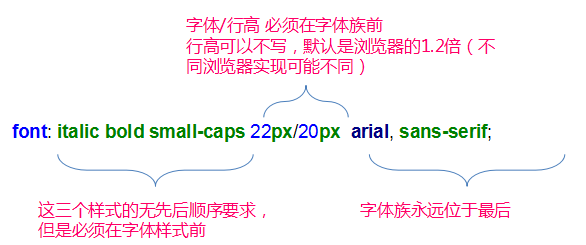 字体/行高 必须在字体族前
行高可以不写，默认是浏览器的1.2倍（不
同浏览器实现可能不同）
font: italic bold small-caps 22px/20px arial, sans-serif;
这三个样式的无先后顺序要求，
但是必须在字体样式前
字体族永远位于最后